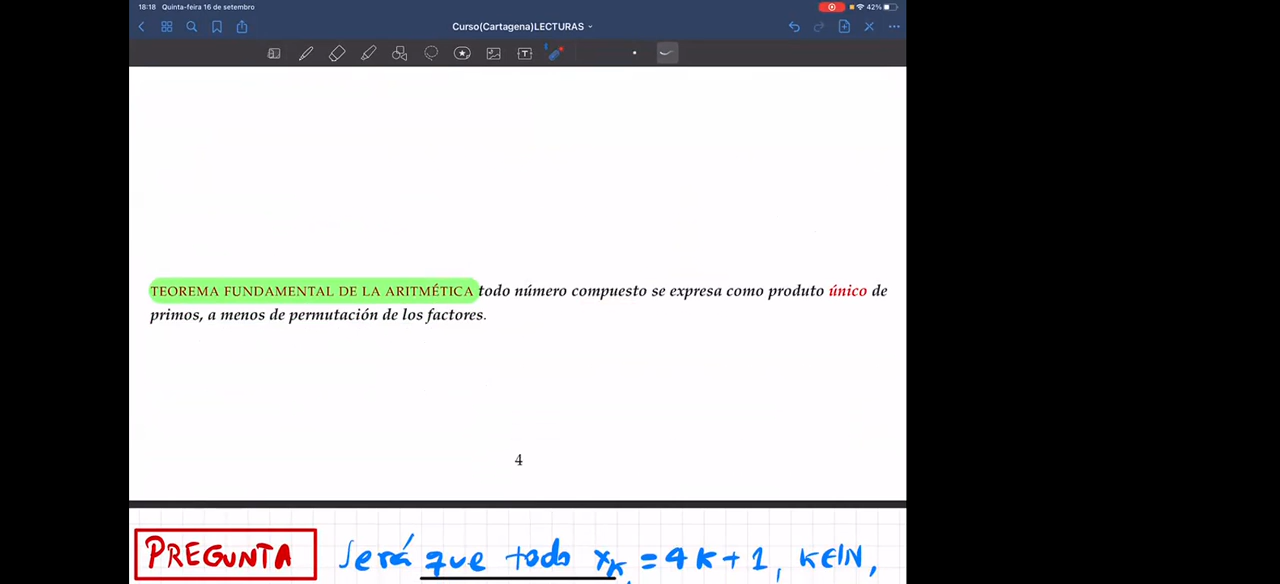 18:18 Quinta-feira 16 de setembro
42%
Curso(Cartagena)LECTURAS
TEOREMA FUNDAMENTAL DE LA ARITMÉTICA todo número compuesto se expresa como produto único de
primos, a menos de permutación de los factores.
4
PREGUNTA Será que todo xₖ = 4k+1, k∈ℕ,